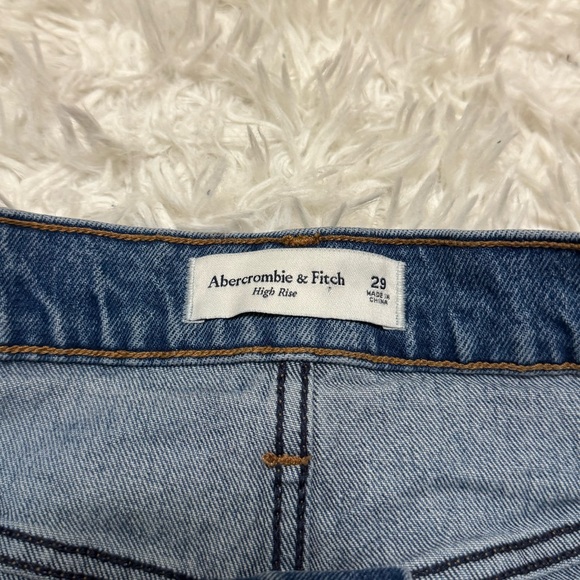 Abercrombie & Fitch
High Rise
29
MADE IN
CHINA